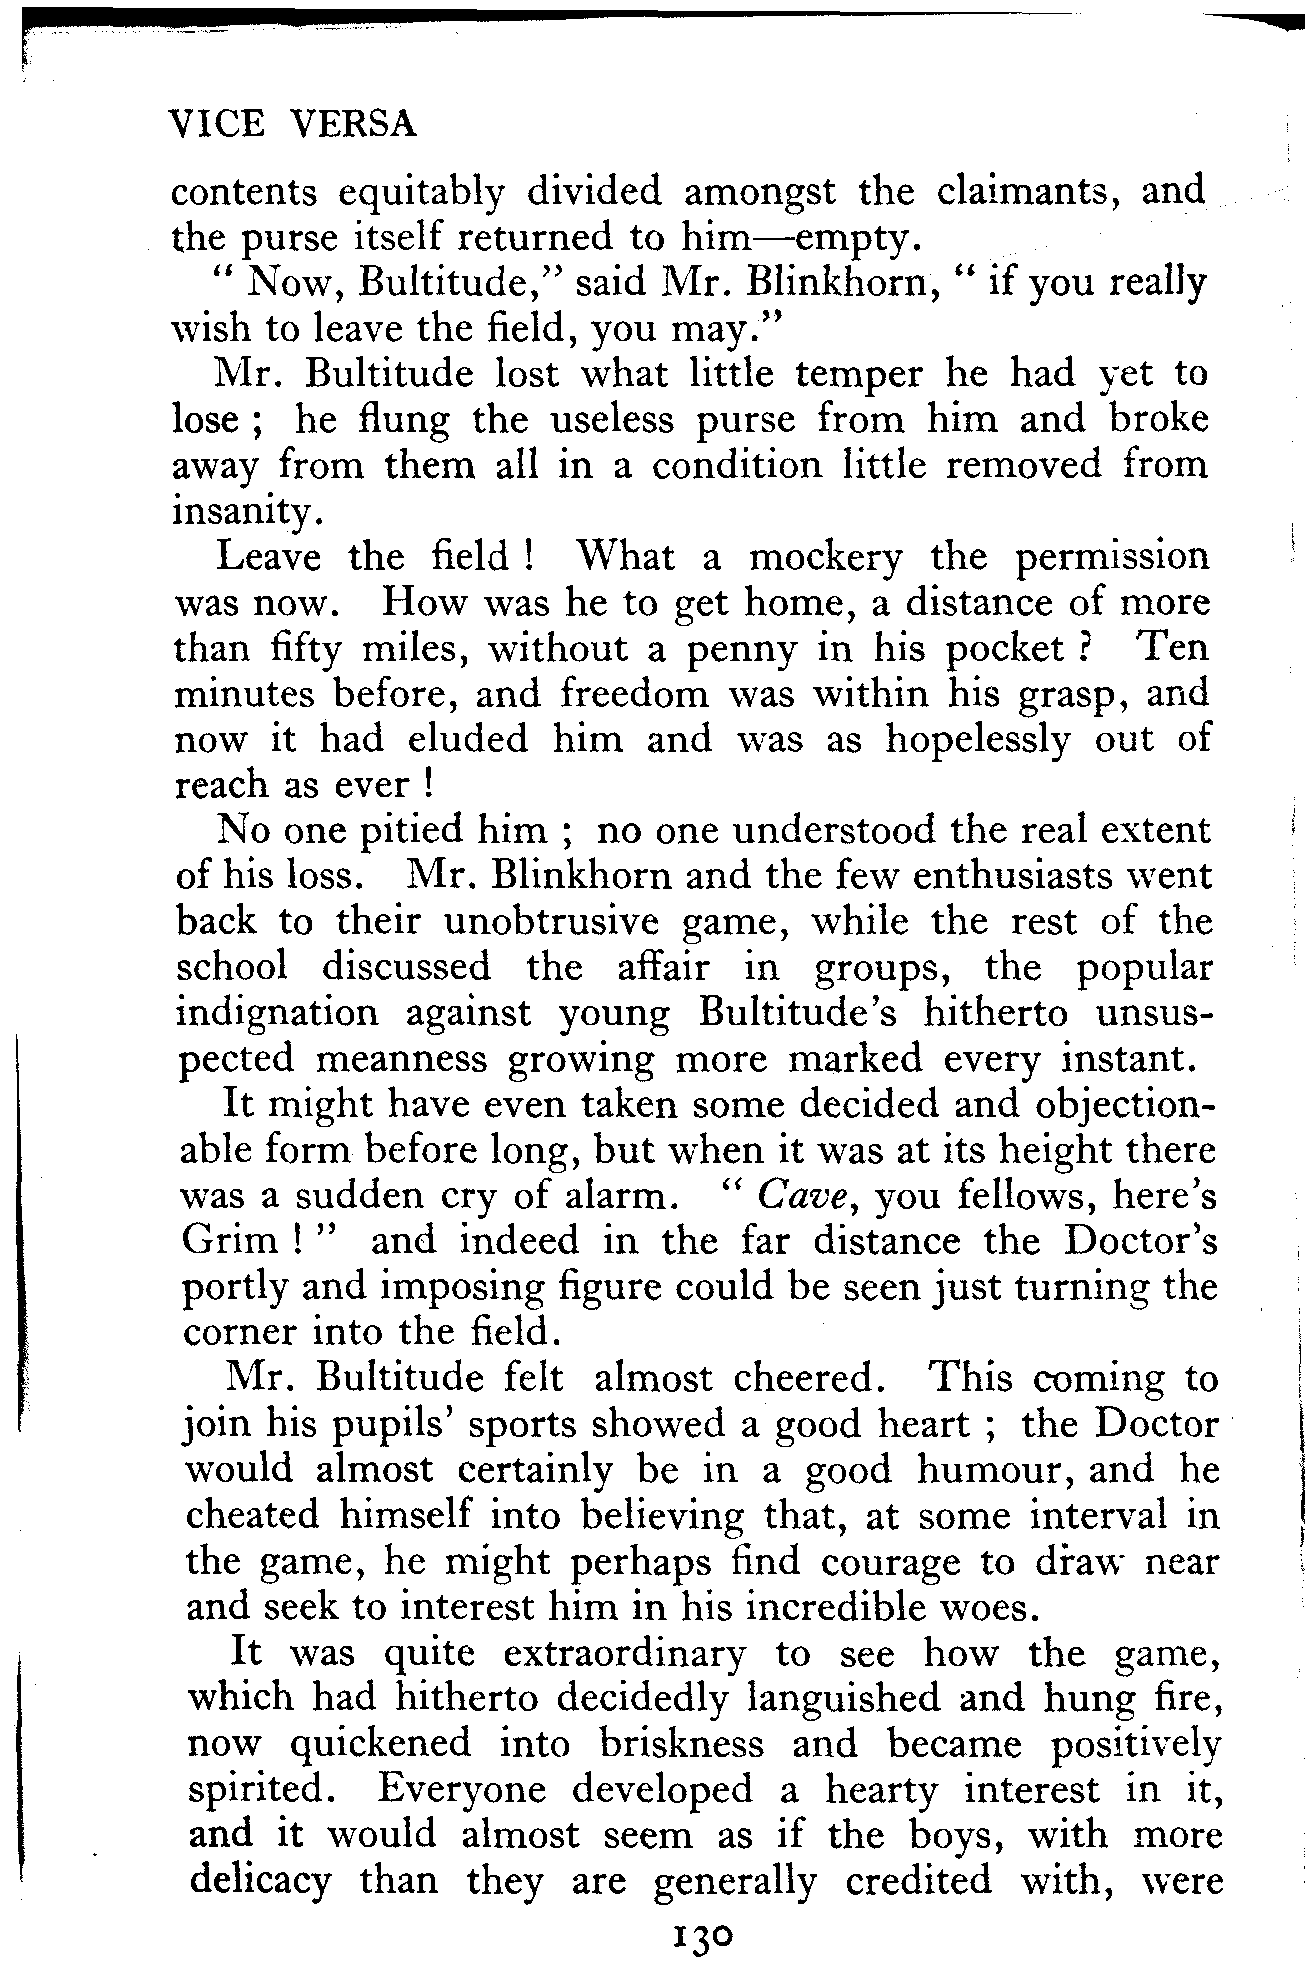 VICE VERSA
contents equitably divided amongst the claimants, and
the purse itself returned to him—empty.
“ Now, Bultitude,” said Mr. Blinkhorn, “ if you really
wish to leave the field, you may.”
Mr. Bultitude lost what little temper he had yet to
lose ; he flung the useless purse from him and broke
away from them all in a condition little removed from
insanity.
Leave the field ! What a mockery the permission
was now. How was he to get home, a distance of more
than fifty miles, without a penny in his pocket ? Ten
minutes before, and freedom was within his grasp, and
now it had eluded him and was as hopelessly out of
reach as ever !
No one pitied him ; no one understood the real extent
of his loss. Mr. Blinkhorn and the few enthusiasts went
back to their unobtrusive game, while the rest of the
school discussed the affair in groups, the popular
indignation against young Bultitude’s hitherto unsus-
pected meanness growing more marked every instant.
It might have even taken some decided and objection-
able form before long, but when it was at its height there
was a sudden cry of alarm. “ Cave, you fellows, here’s
Grim ! ” and indeed in the far distance the Doctor’s
portly and imposing figure could be seen just turning the
corner into the field.
Mr. Bultitude felt almost cheered. This coming to
join his pupils’ sports showed a good heart ; the Doctor
would almost certainly be in a good humour, and he
cheated himself into believing that, at some interval in
the game, he might perhaps find courage to draw near
and seek to interest him in his incredible woes.
It was quite extraordinary to see how the game,
which had hitherto decidedly languished and hung fire,
now quickened into briskness and became positively
spirited. Everyone developed a hearty interest in it,
and it would almost seem as if the boys, with more
delicacy than they are generally credited with, were
130